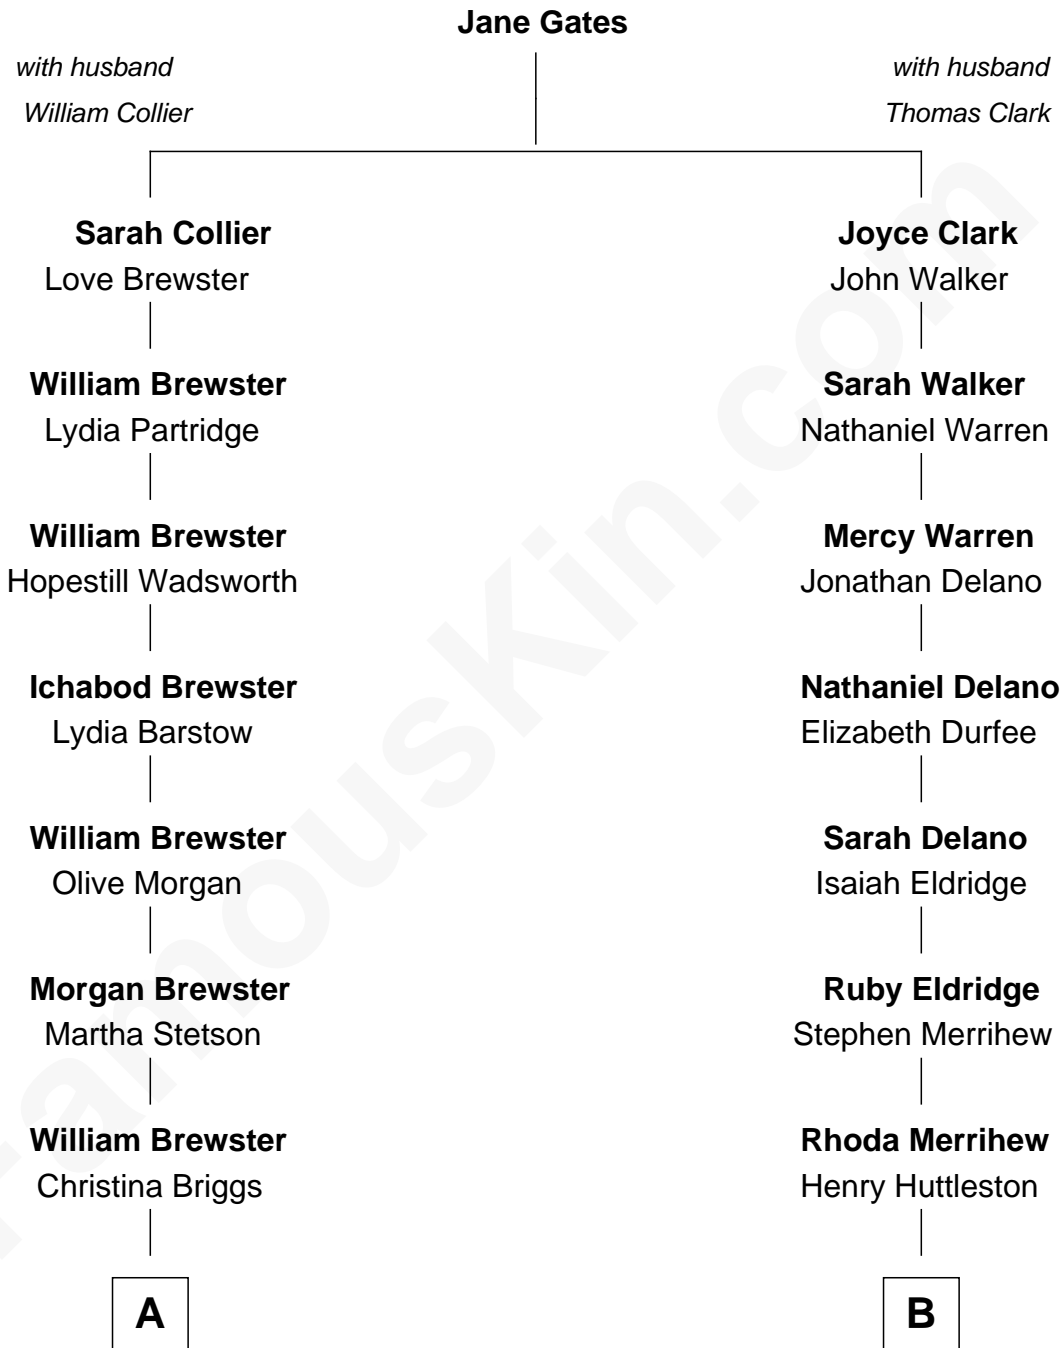 Jane Gates
with husband
William Collier
with husband
Thomas Clark
Sarah Collier
Love Brewster
Joyce Clark
John Walker
William Brewster
Lydia Partridge
Sarah Walker
Nathaniel Warren
William Brewster
Hopestill Wadsworth
Mercy Warren
Jonathan Delano
Ichabod Brewster
Lydia Barstow
Nathaniel Delano
Elizabeth Durfee
William Brewster
Olive Morgan
Sarah Delano
Isaiah Eldridge
Morgan Brewster
Martha Stetson
Ruby Eldridge
Stephen Merrihew
William Brewster
Christina Briggs
Rhoda Merrihew
Henry Huttleston
A
B
FamousKin.com